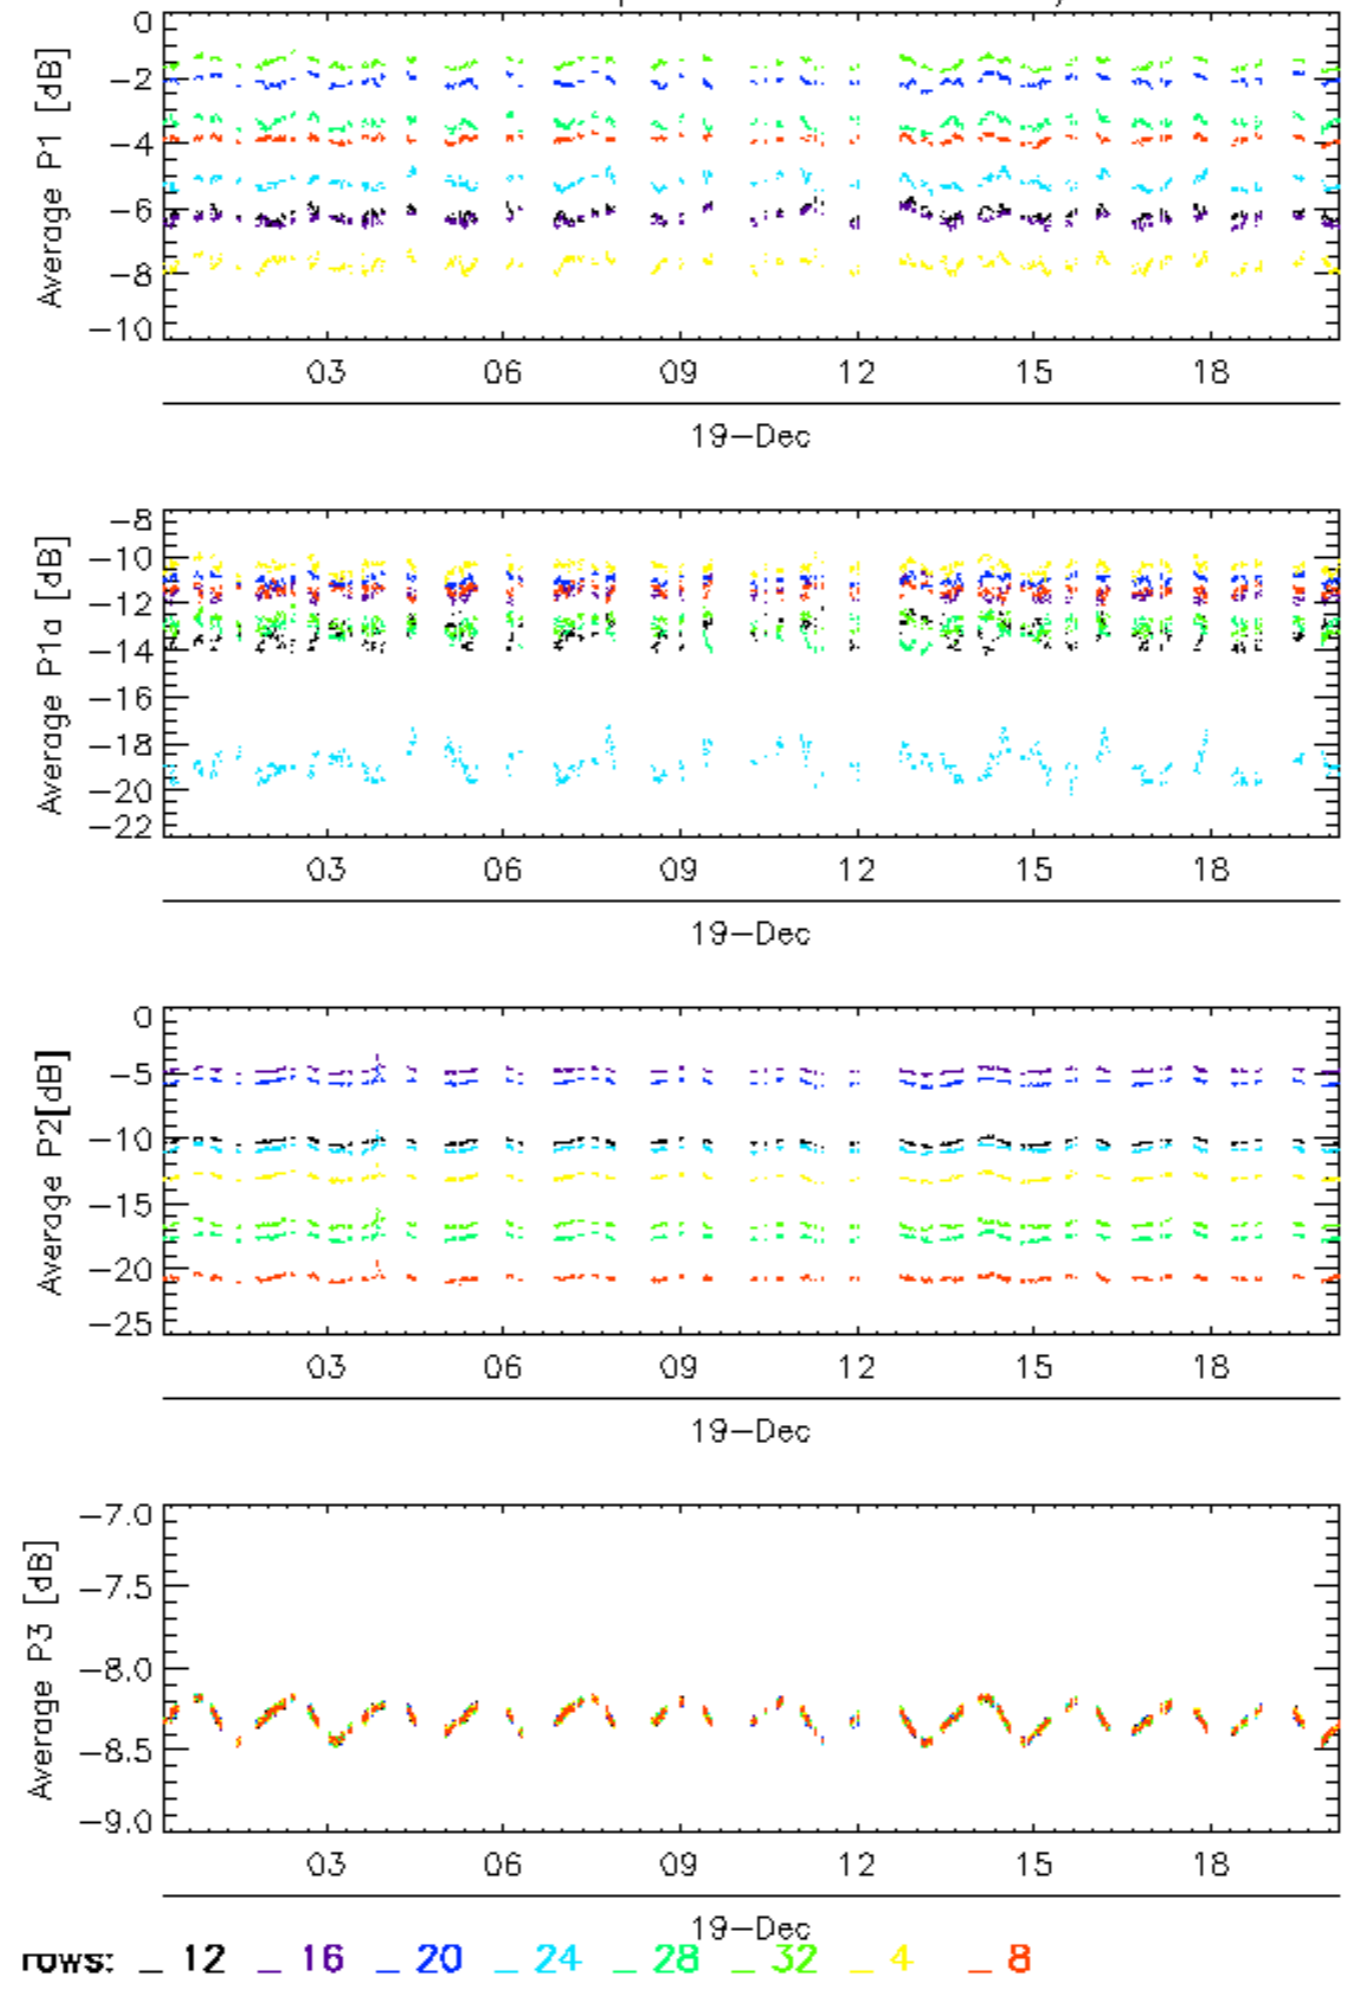 0
−2
−4
−6
−8
−10
Average P1 [dB]
03 06 09 12 15 18
19−Dec
−8
−10
−12
−14
−16
−18
−20
−22
Average P1a [dB]
03 06 09 12 15 18
19−Dec
0
−5
−10
−15
−20
−25
Average P2[dB]
03 06 09 12 15 18
19−Dec
−7.0
−7.5
−8.0
−8.5
−9.0
Average P3 [dB]
03 06 09 12 15 18
19−Dec
rows: _ 12 _ 16 _ 20 _ 24 _ 28 _ 32 _ 4 _ 8